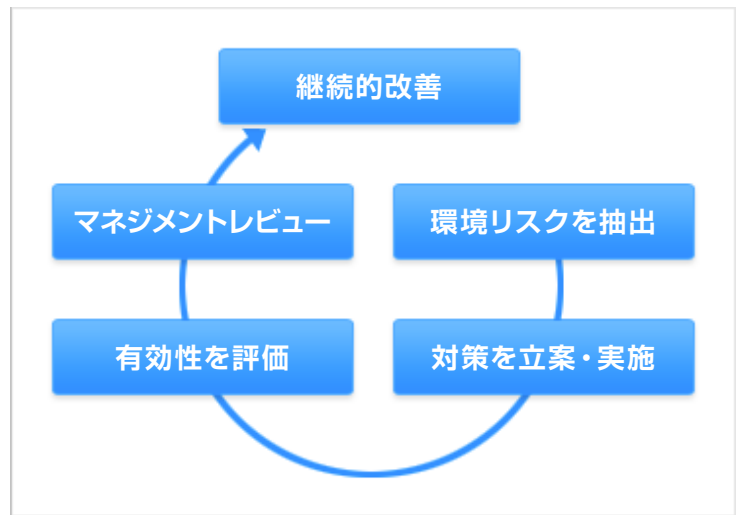 継続的改善
マネジメントレビュー
環境リスクを抽出
有効性を評価
対策を立案・実施